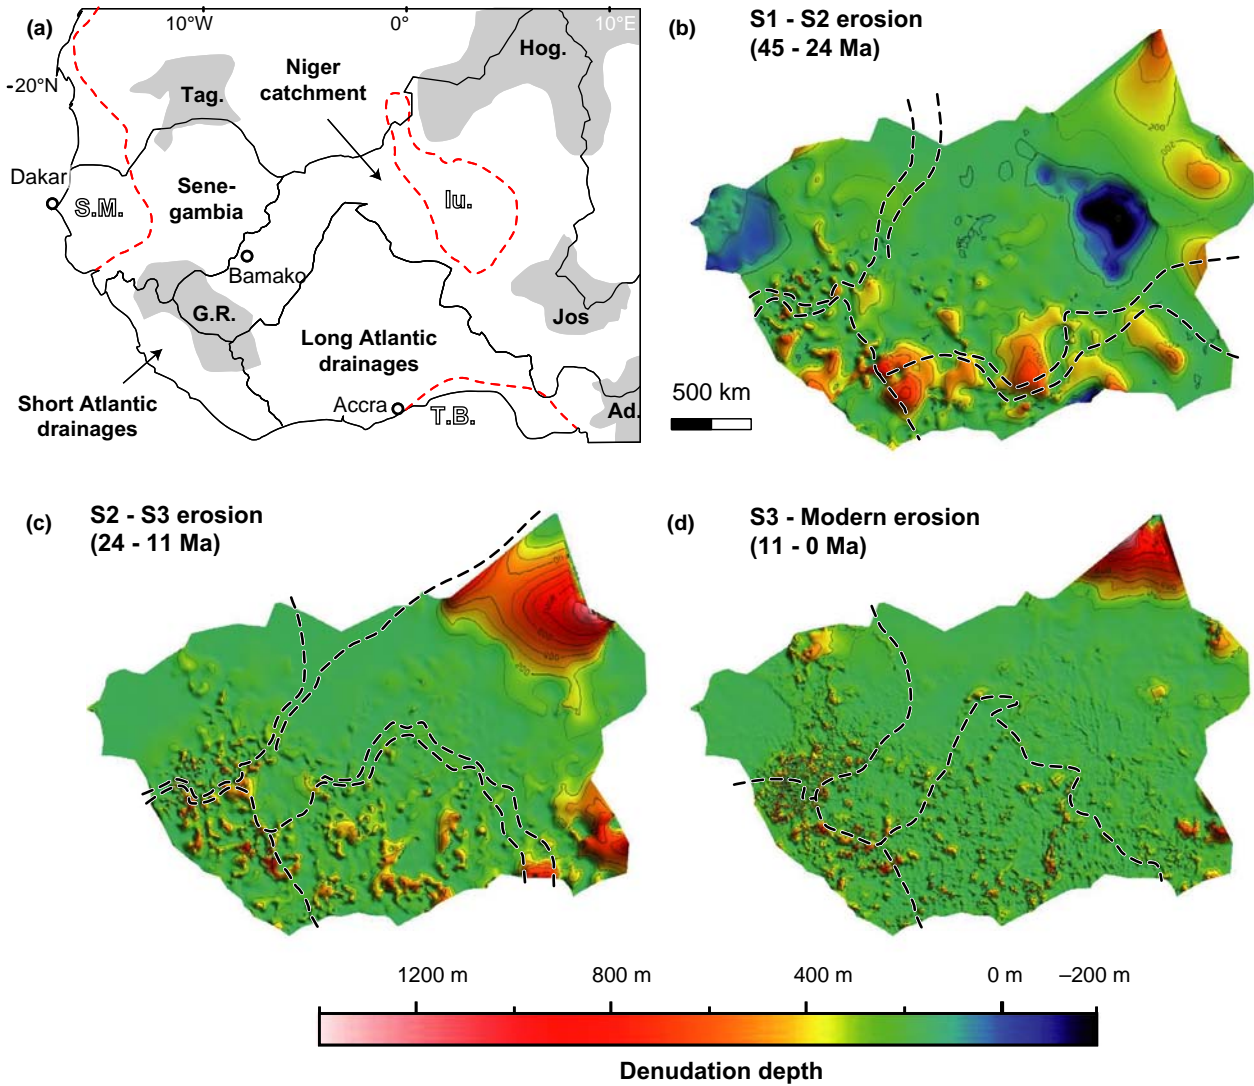 (a)
10°W
0°
10°E
Hog.
Niger
catchment
Tag.
-20°N
Dakar
S.M.
Sene-
gambia
Iu.
Bamako
G.R.
Jos
Long Atlantic
drainages
Short Atlantic
drainages
Accra
T.B.
Ad.
(b)
S1 - S2 erosion
(45 - 24 Ma)
200
200
500 km
(c)
S2 - S3 erosion
(24 - 11 Ma)
(d)
S3 - Modern erosion
(11 - 0 Ma)
1200 m 800 m 400 m 0 m –200 m
Denudation depth